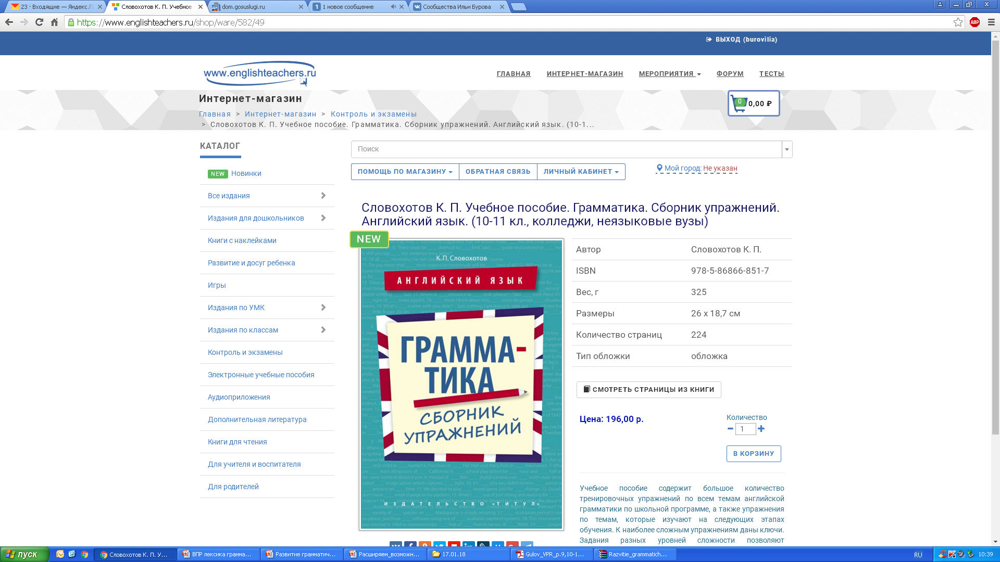 23 · Входящие — Яндекс.П
Словохотов К. П. Учебное
dom.gosuslugi.ru
1 новое сообщение
Сообщества Ильи Бурова
https://www.englishteachers.ru/shop/ware/582/49
ABP
ВЫХОД (burovilia)
www.englishteachers.ru
ГЛАВНАЯ
ИНТЕРНЕТ-МАГАЗИН
МЕРОПРИЯТИЯ
ФОРУМ
ТЕСТЫ
Интернет-магазин
0
0,00 ₽
Главная > Интернет-магазин > Контроль и экзамены
> Словохотов К. П. Учебное пособие. Грамматика. Сборник упражнений. Английский язык. (10-1...
КАТАЛОГ
NEW Новинки
Все издания
Издания для дошкольников
Книги с наклейками
Развитие и досуг ребенка
Игры
Издания по УМК
Издания по классам
Контроль и экзамены
Электронные учебные пособия
Аудиоприложения
Дополнительная литература
Книги для чтения
Для учителя и воспитателя
Для родителей
Поиск
ПОМОЩЬ ПО МАГАЗИНУ
ОБРАТНАЯ СВЯЗЬ
ЛИЧНЫЙ КАБИНЕТ
Мой город: Не указан
Словохотов К. П. Учебное пособие. Грамматика. Сборник упражнений.
Английский язык. (10-11 кл., колледжи, неязыковые вузы)
NEW
К. П. Словохотов
АНГЛИЙСКИЙ ЯЗЫК
ГРАММА-
ТИКА
СБОРНИК
УПРАЖНЕНИЙ
ИЗДАТЕЛЬСТВО «ТИТУЛ»
Автор Словохотов К. П.
ISBN 978-5-86866-851-7
Вес, г 325
Размеры 26 x 18,7 см
Количество страниц 224
Тип обложки обложка
СМОТРЕТЬ СТРАНИЦЫ ИЗ КНИГИ
Цена: 196,00 р.
Количество
1
В КОРЗИНУ
Учебное пособие содержит большое количество
тренировочных упражнений по всем темам английской
грамматики по школьной программе, а также упражнения
по темам, которые изучают на следующих этапах
обучения. К наиболее сложным упражнениям даны ключи.
Задания разных уровней сложности позволяют
пуск
Словохотов К. П. У...
ВПР лексика грамма...
Развитие грамматич...
Расширяем_возможн...
17.01.18
Gulov_VPR_p.9,10-1...
Razvitie_grammatich...
RU
10:39